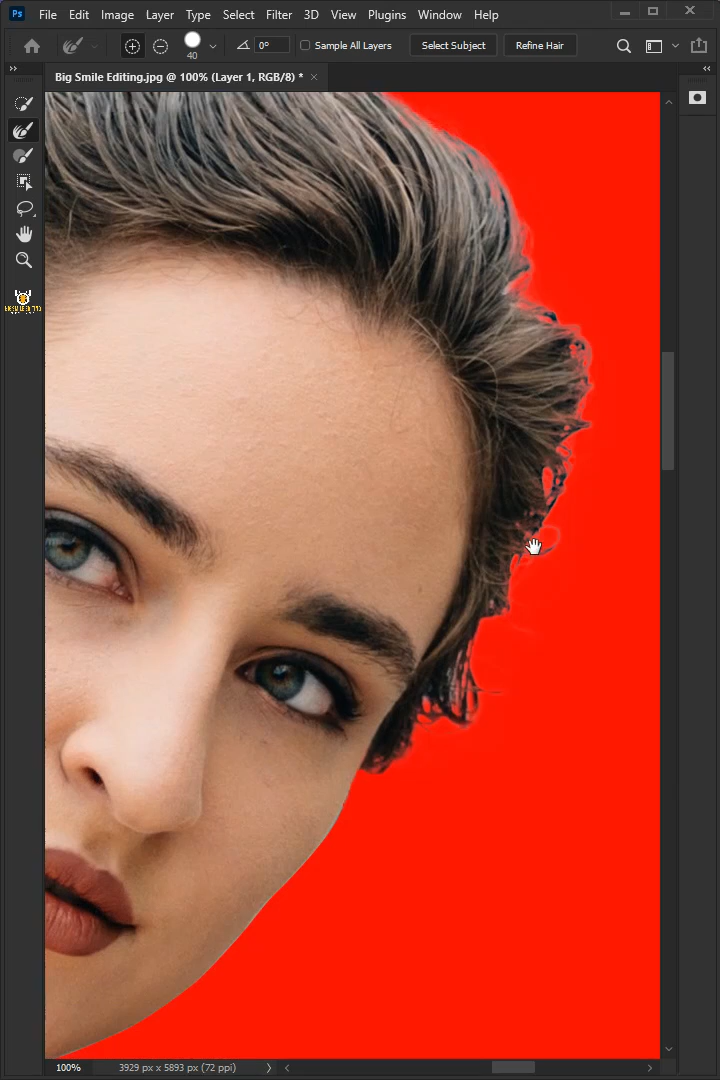 Ps File Edit Image Layer Type Select Filter 3D View Plugins Window Help
40
0°
Sample All Layers
Select Subject
Refine Hair
Big Smile Editing.jpg @ 100% (Layer 1, RGB/8) *
100%
3929 px x 5893 px (72 ppi)